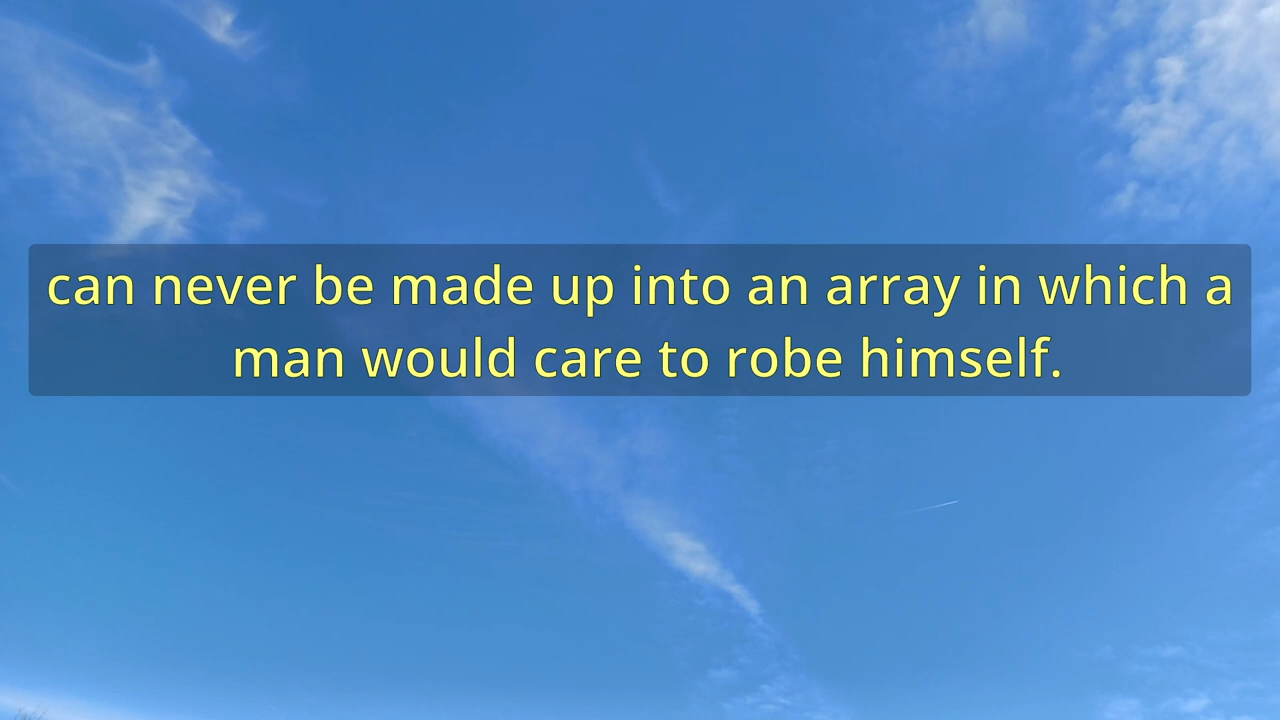 can never be made up into an array in which a
man would care to robe himself.